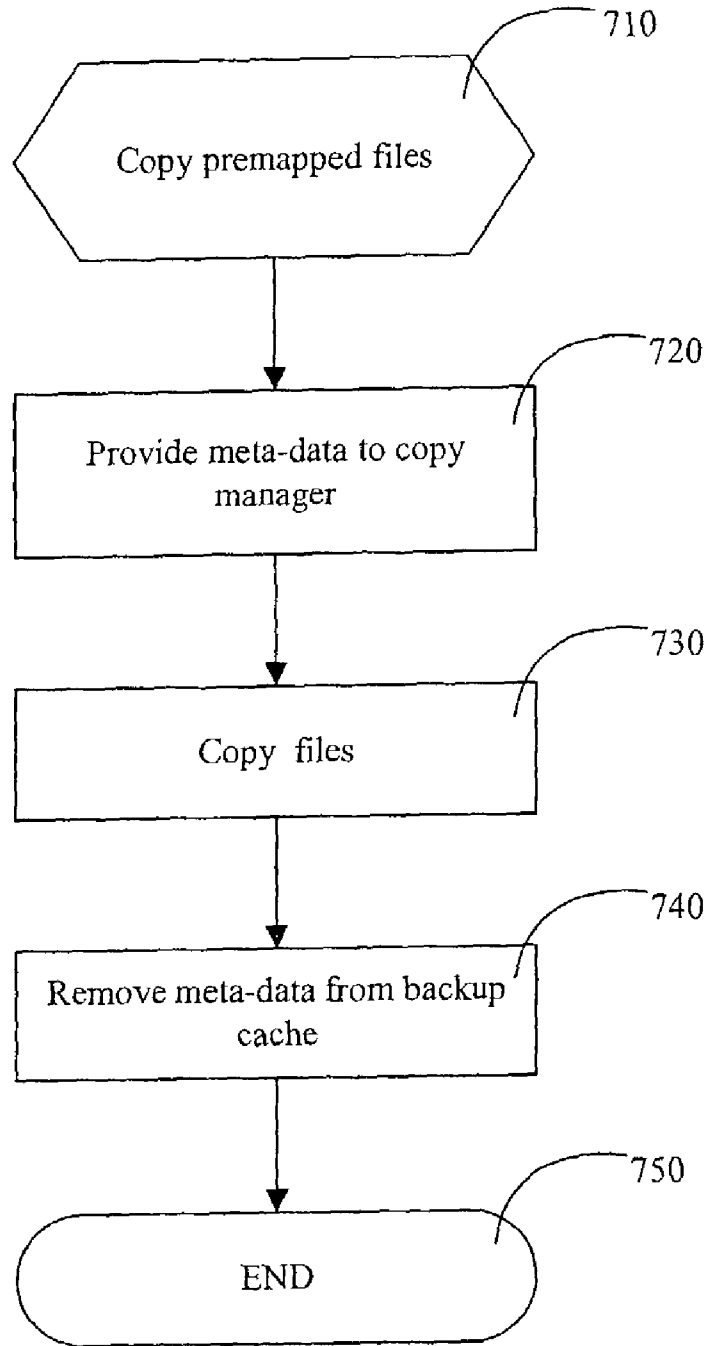 710
Copy premapped files
720
Provide meta-data to copy
manager
730
Copy files
740
Remove meta-data from backup
cache
750
END